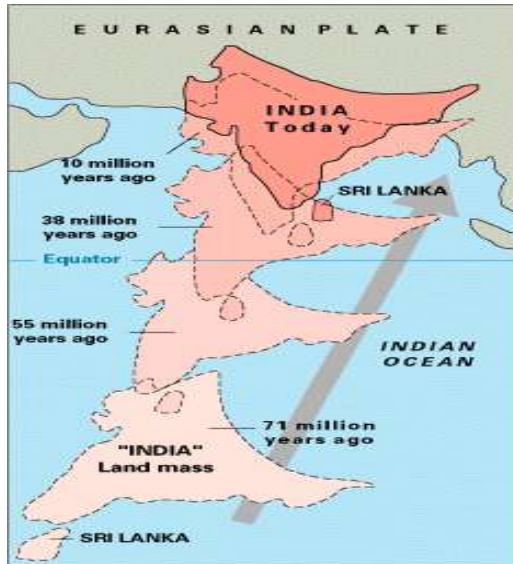 EURASIAN PLATE
INDIA
Today
10 million
years ago
SRI LANKA
38 million
years ago
Equator
55 million
years ago
INDIAN
OCEAN
71 million
years ago
"INDIA"
Land mass
SRI LANKA